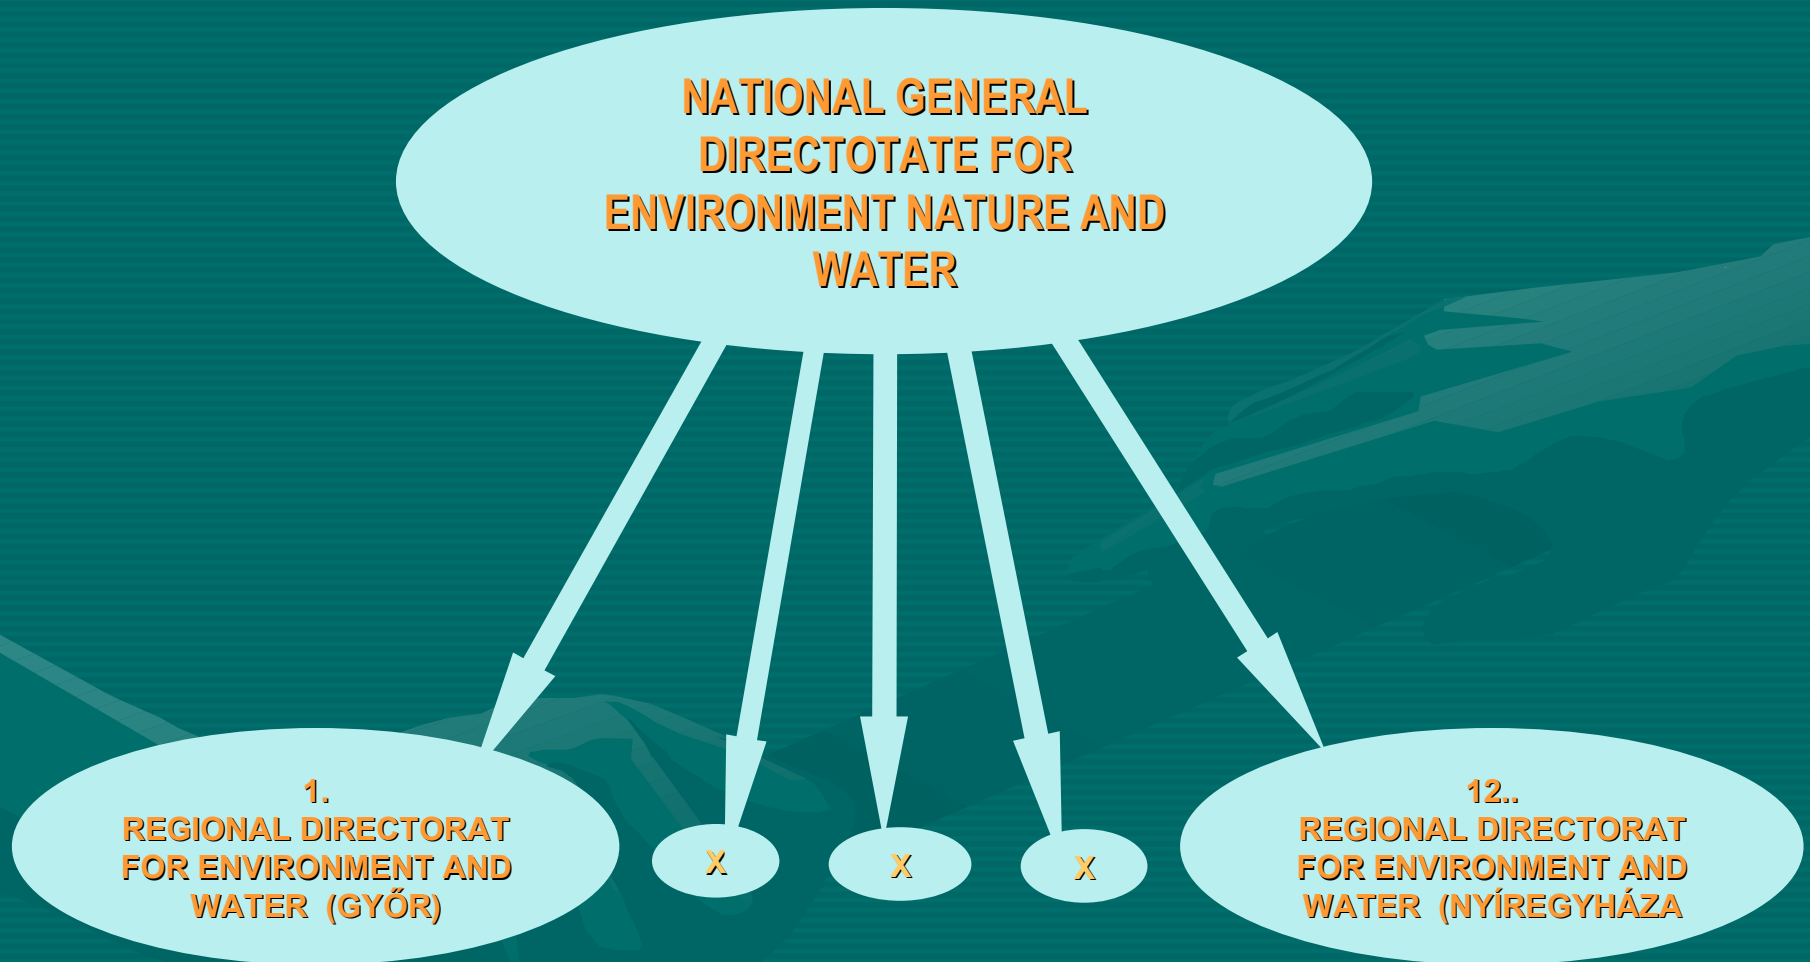 NATIONAL GENERAL
DIRECTOTATE FOR
ENVIRONMENT NATURE AND
WATER
1.
REGIONAL DIRECTORAT
FOR ENVIRONMENT AND
WATER (GYŐR)
X
X
X
12..
REGIONAL DIRECTORAT
FOR ENVIRONMENT AND
WATER (NYÍREGYHÁZA